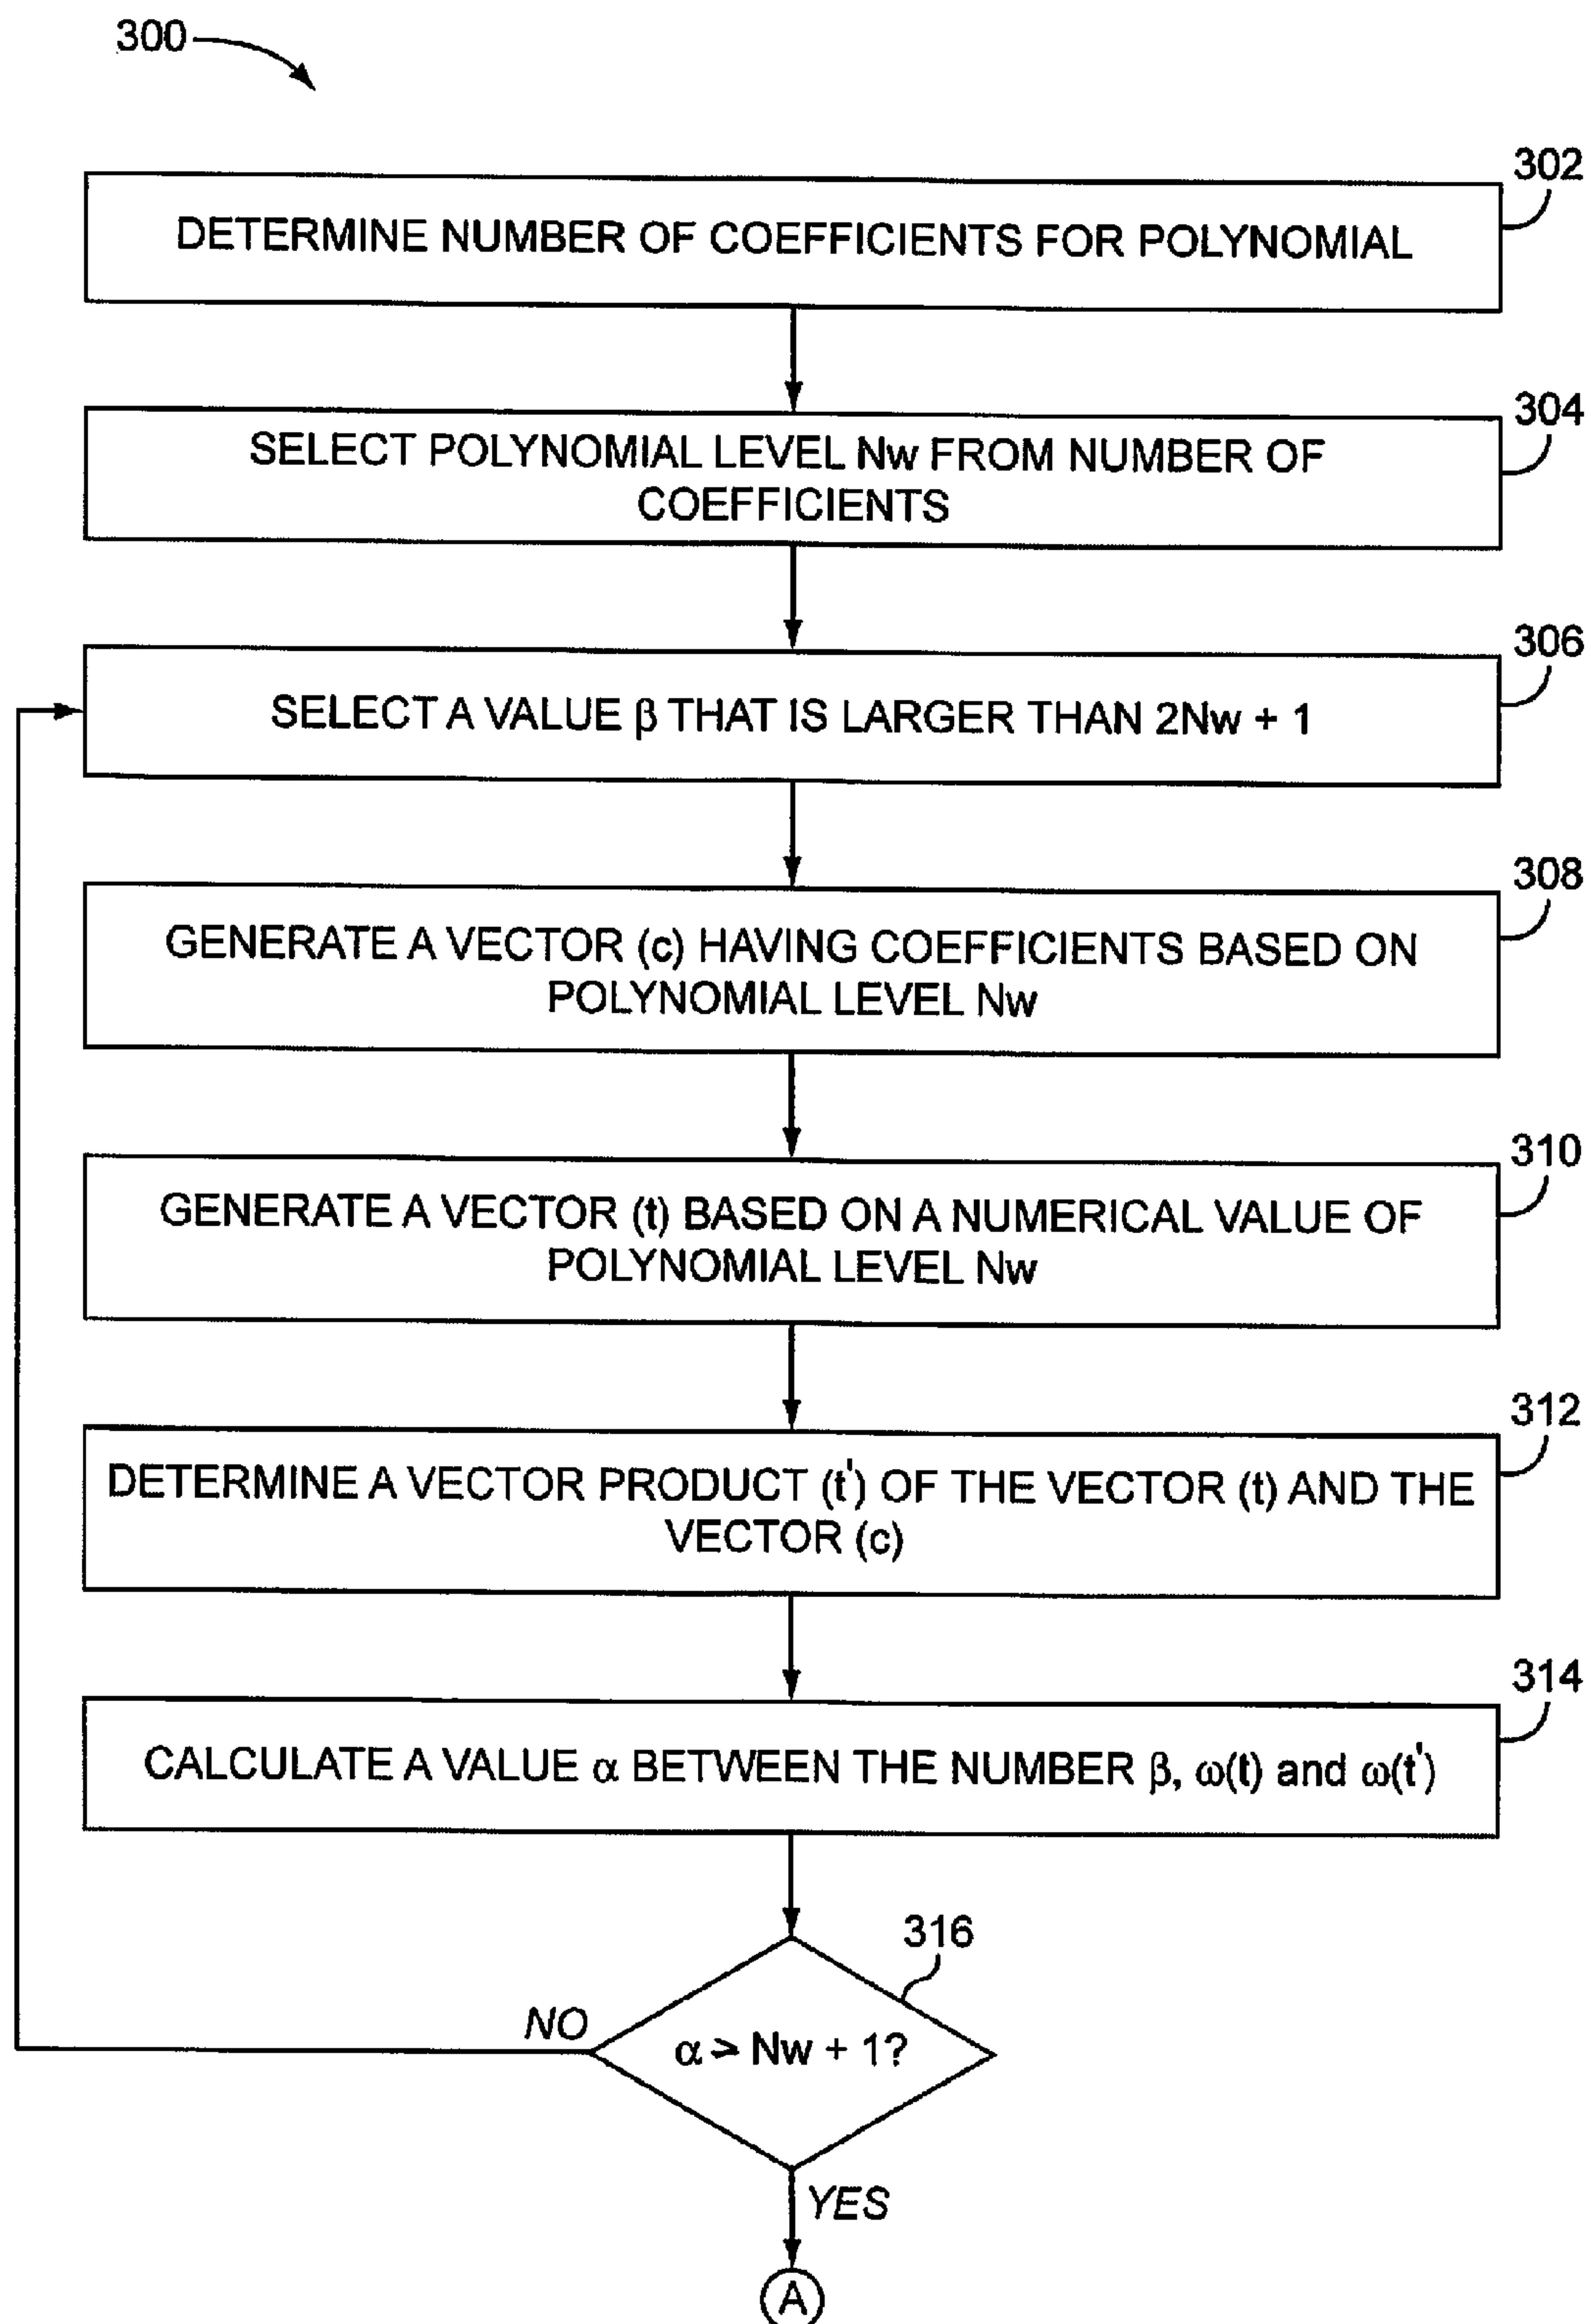 300
302
DETERMINE NUMBER OF COEFFICIENTS FOR POLYNOMIAL
304
SELECT POLYNOMIAL LEVEL Nw FROM NUMBER OF
COEFFICIENTS
306
SELECT A VALUE β THAT IS LARGER THAN 2Nw + 1
308
GENERATE A VECTOR (c) HAVING COEFFICIENTS BASED ON
POLYNOMIAL LEVEL Nw
310
GENERATE A VECTOR (t) BASED ON A NUMERICAL VALUE OF
POLYNOMIAL LEVEL Nw
312
DETERMINE A VECTOR PRODUCT (t') OF THE VECTOR (t) AND THE
VECTOR (c)
314
CALCULATE A VALUE α BETWEEN THE NUMBER β, ω(t) and ω(t')
316
NO
α > Nw + 1?
YES
A